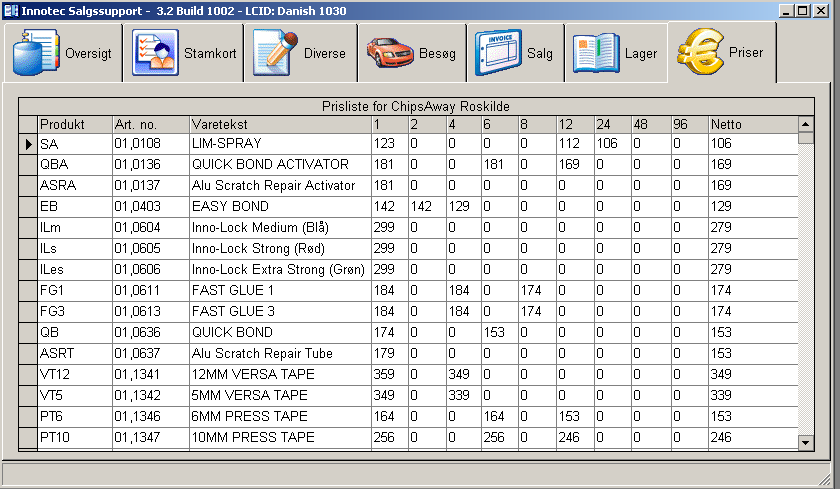 Innotec Salgssupport - 3.2 Build 1002 - LCID: Danish 1030
Oversigt Stamkort Diverse Besøg INVOICE Salg Lager Priser
Prisliste for ChipsAway Roskilde
Produkt Art. no. Varetekst 1 2 4 6 8 12 24 48 96 Netto
SA 01,0108 LIM-SPRAY 123 0 0 0 0 112 106 0 0 106
QBA 01,0136 QUICK BOND ACTIVATOR 181 0 0 181 0 169 0 0 0 169
ASRA 01,0137 Alu Scratch Repair Activator 181 0 0 0 0 0 0 0 0 169
EB 01,0403 EASY BOND 142 142 129 0 0 0 0 0 0 129
ILm 01,0604 Inno-Lock Medium (Blå) 299 0 0 0 0 0 0 0 0 279
ILs 01,0605 Inno-Lock Strong (Rød) 299 0 0 0 0 0 0 0 0 279
ILes 01,0606 Inno-Lock Extra Strong (Grøn) 299 0 0 0 0 0 0 0 0 279
FG1 01,0611 FAST GLUE 1 184 0 184 0 174 0 0 0 0 174
FG3 01,0613 FAST GLUE 3 184 0 184 0 174 0 0 0 0 174
QB 01,0636 QUICK BOND 174 0 0 153 0 0 0 0 0 153
ASRT 01,0637 Alu Scratch Repair Tube 179 0 0 0 0 0 0 0 0 153
VT12 01,1341 12MM VERSA TAPE 359 0 349 0 0 0 0 0 0 349
VT5 01,1342 5MM VERSA TAPE 349 0 339 0 0 0 0 0 0 339
PT6 01,1346 6MM PRESS TAPE 164 0 0 164 0 153 0 0 0 153
PT10 01,1347 10MM PRESS TAPE 256 0 0 256 0 246 0 0 0 246